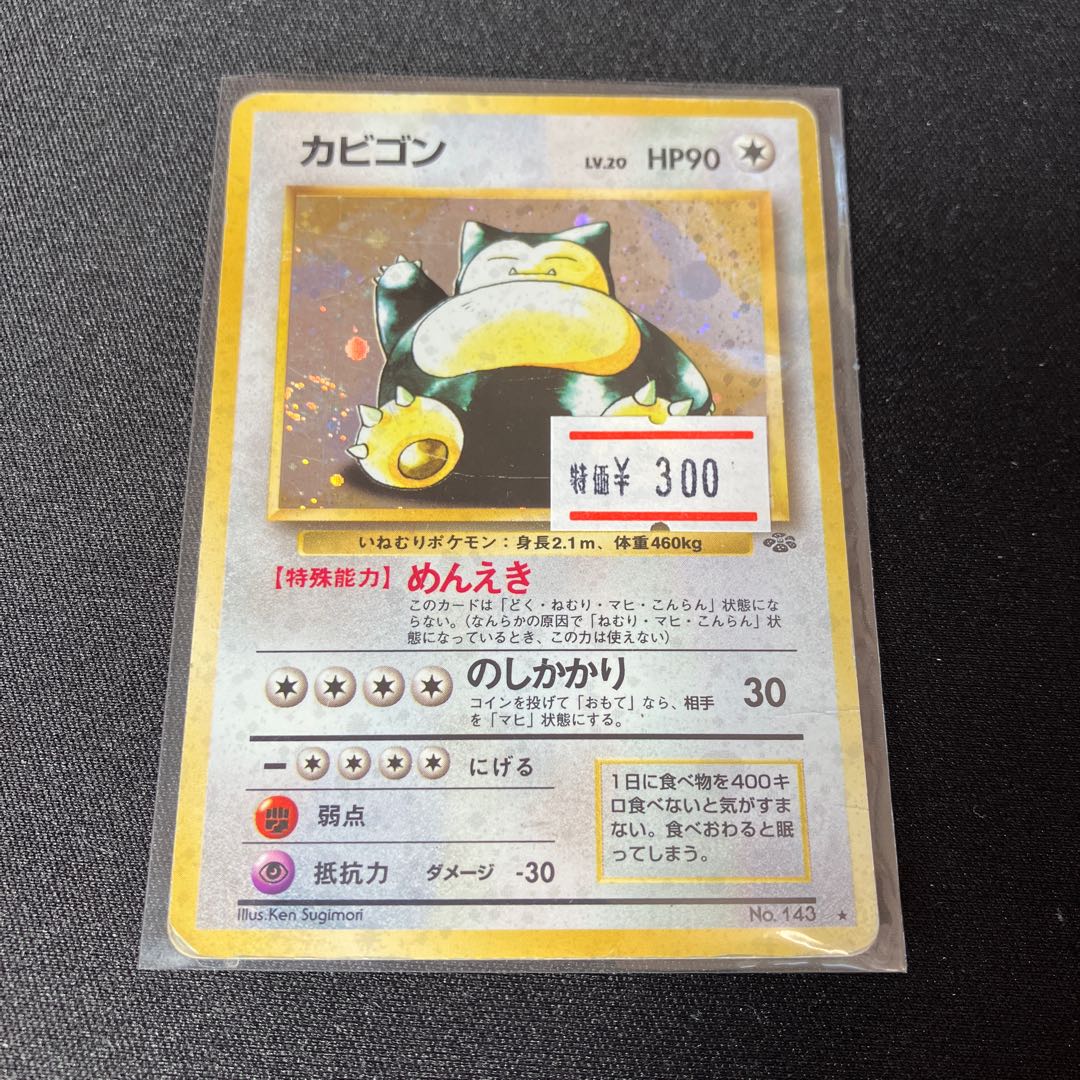 カビゴン LV.20 HP90
特価¥ 300
いねむりポケモン：身長2.1m、体重460kg
【特殊能力】 めんえき
このカードは「どく・ねむり・マヒ・こんらん」状態にな
らない。(なんらかの原因で「ねむり・マヒ・こんらん」状
態になっているとき、この力は使えない)
のしかかり 30
コインを投げて「おもて」なら、相手
を「マヒ」状態にする。
ー にげる
弱点
抵抗力 ダメージ -30
1日に食べ物を400キ
ロ食べないと気がすま
ない。食べおわると眠
ってしまう。
Illus.Ken Sugimori No. 143 ★